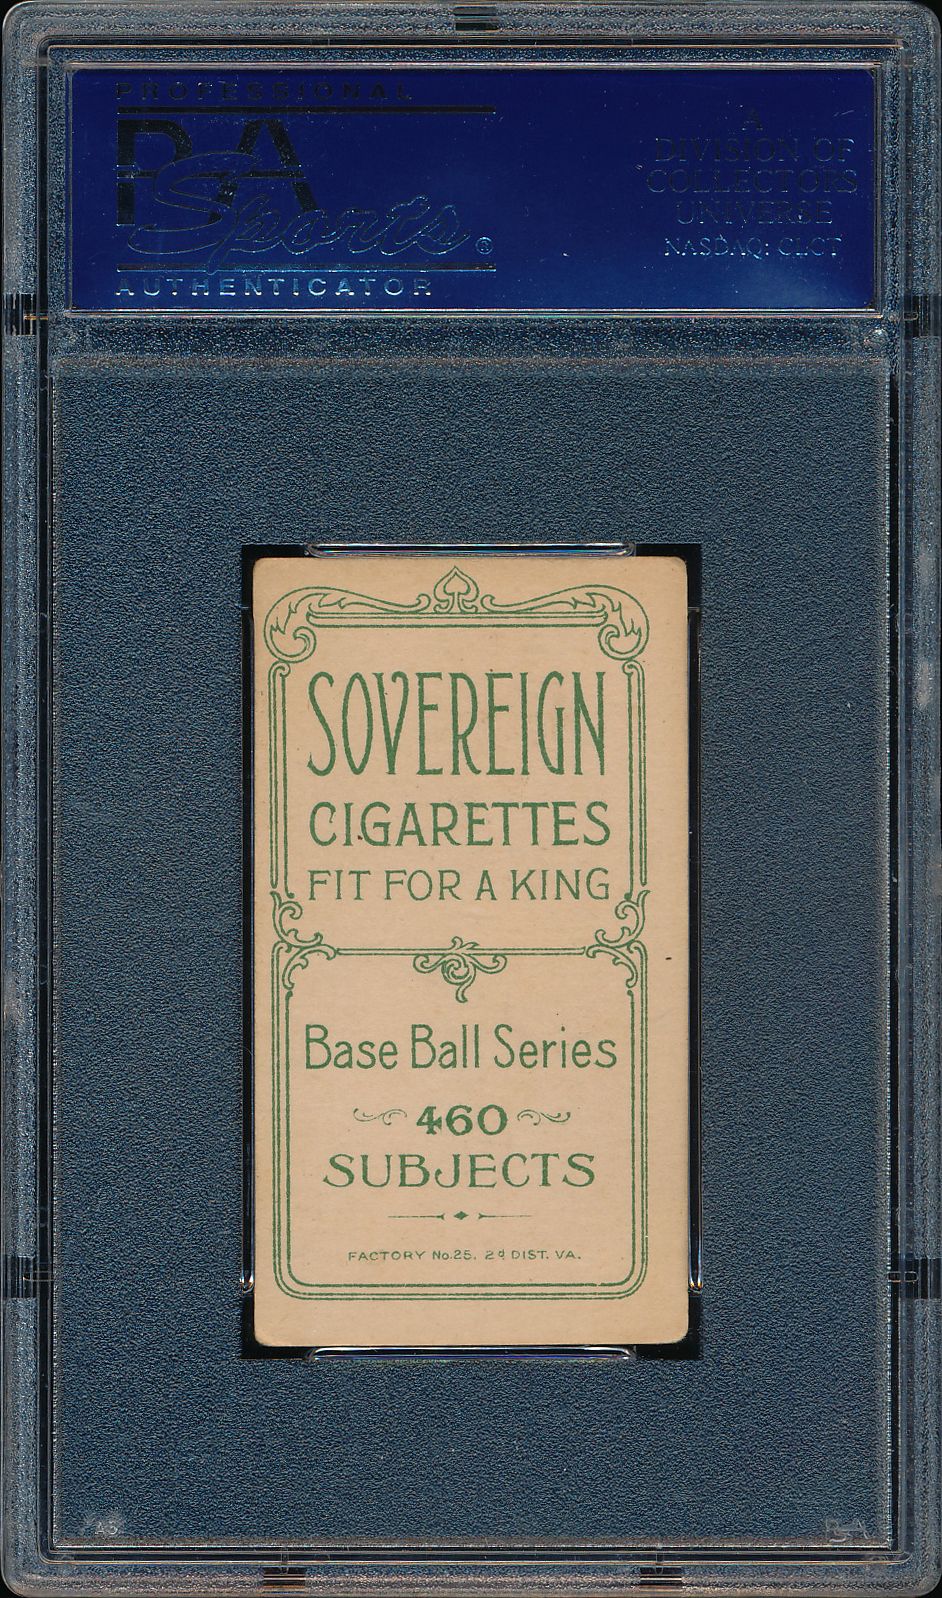 PROFESSIONAL
PSA
Sports®
AUTHENTICATOR
A
DIVISION OF
COLLECTORS
UNIVERSE
NASDAQ: CLCT
SOVEREIGN
CIGARETTES
FIT FOR A KING
Base Ball Series
460
SUBJECTS
FACTORY No. 25. 2d DIST. VA.
PSA